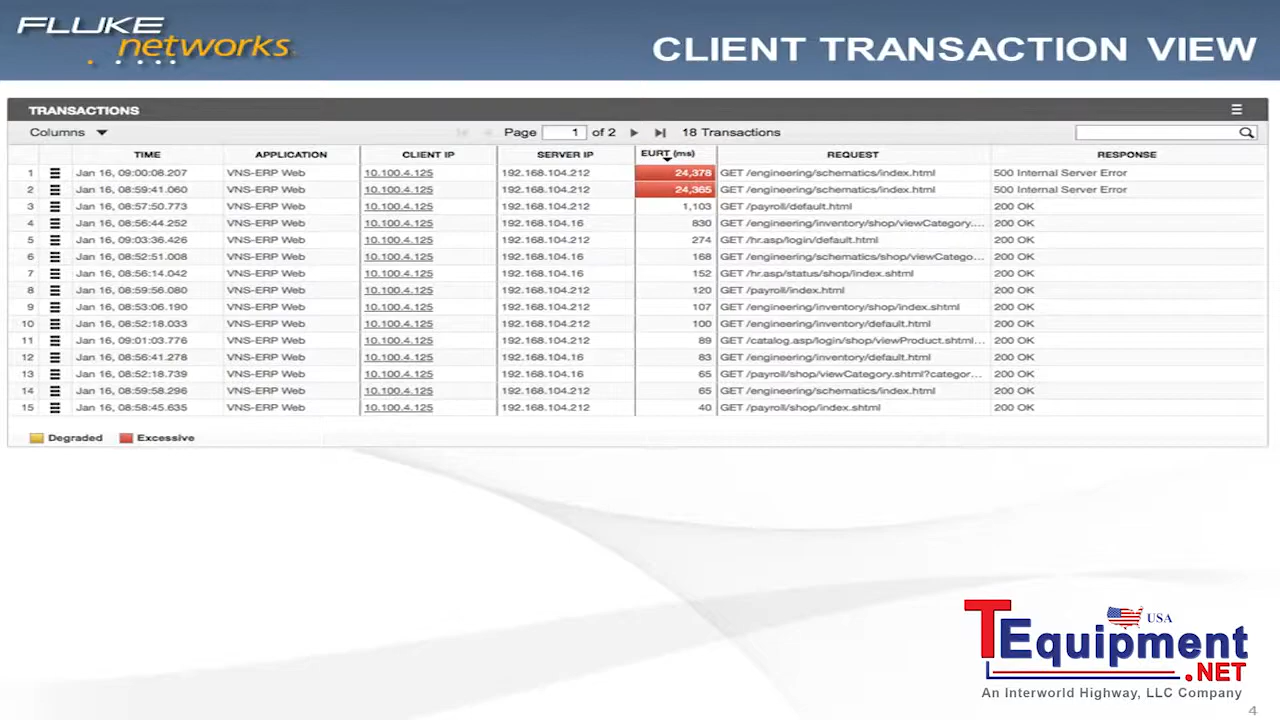 FLUKE
networks
CLIENT TRANSACTION VIEW
TRANSACTIONS
Columns Page 1 of 2 18 Transactions
TIME APPLICATION CLIENT IP SERVER IP EURT (ms) REQUEST RESPONSE
1 Jan 16, 09:00:08.207 VNS-ERP Web 10.100.4.125 192.168.104.212 24,378 GET /engineering/schematics/index.html 500 Internal Server Error
2 Jan 16, 08:59:41.060 VNS-ERP Web 10.100.4.125 192.168.104.212 24,365 GET /engineering/schematics/index.html 500 Internal Server Error
3 Jan 16, 08:57:50.773 VNS-ERP Web 10.100.4.125 192.168.104.212 1,103 GET /payroll/default.html 200 OK
4 Jan 16, 08:56:44.252 VNS-ERP Web 10.100.4.125 192.168.104.16 830 GET /engineering/inventory/shop/viewCategory.... 200 OK
5 Jan 16, 09:03:36.426 VNS-ERP Web 10.100.4.125 192.168.104.212 274 GET /hr.asp/login/default.html 200 OK
6 Jan 16, 08:52:51.008 VNS-ERP Web 10.100.4.125 192.168.104.16 168 GET /engineering/schematics/shop/viewCatego... 200 OK
7 Jan 16, 08:56:14.042 VNS-ERP Web 10.100.4.125 192.168.104.16 152 GET /hr.asp/status/shop/index.shtml 200 OK
8 Jan 16, 08:59:56.080 VNS-ERP Web 10.100.4.125 192.168.104.212 120 GET /payroll/index.html 200 OK
9 Jan 16, 08:53:06.190 VNS-ERP Web 10.100.4.125 192.168.104.16 107 GET /engineering/inventory/shop/index.shtml 200 OK
10 Jan 16, 08:52:18.033 VNS-ERP Web 10.100.4.125 192.168.104.212 100 GET /engineering/inventory/default.html 200 OK
11 Jan 16, 09:01:03.776 VNS-ERP Web 10.100.4.125 192.168.104.212 89 GET /catalog.asp/login/shop/viewProduct.shtml... 200 OK
12 Jan 16, 08:56:41.278 VNS-ERP Web 10.100.4.125 192.168.104.16 83 GET /engineering/inventory/default.html 200 OK
13 Jan 16, 08:52:18.739 VNS-ERP Web 10.100.4.125 192.168.104.16 65 GET /payroll/shop/viewCategory.shtml?categor... 200 OK
14 Jan 16, 08:59:58.296 VNS-ERP Web 10.100.4.125 192.168.104.212 65 GET /engineering/schematics/index.html 200 OK
15 Jan 16, 08:58:45.635 VNS-ERP Web 10.100.4.125 192.168.104.212 40 GET /payroll/shop/index.shtml 200 OK
Degraded Excessive
USA
TEquipment
.NET
An Interworld Highway, LLC Company
4